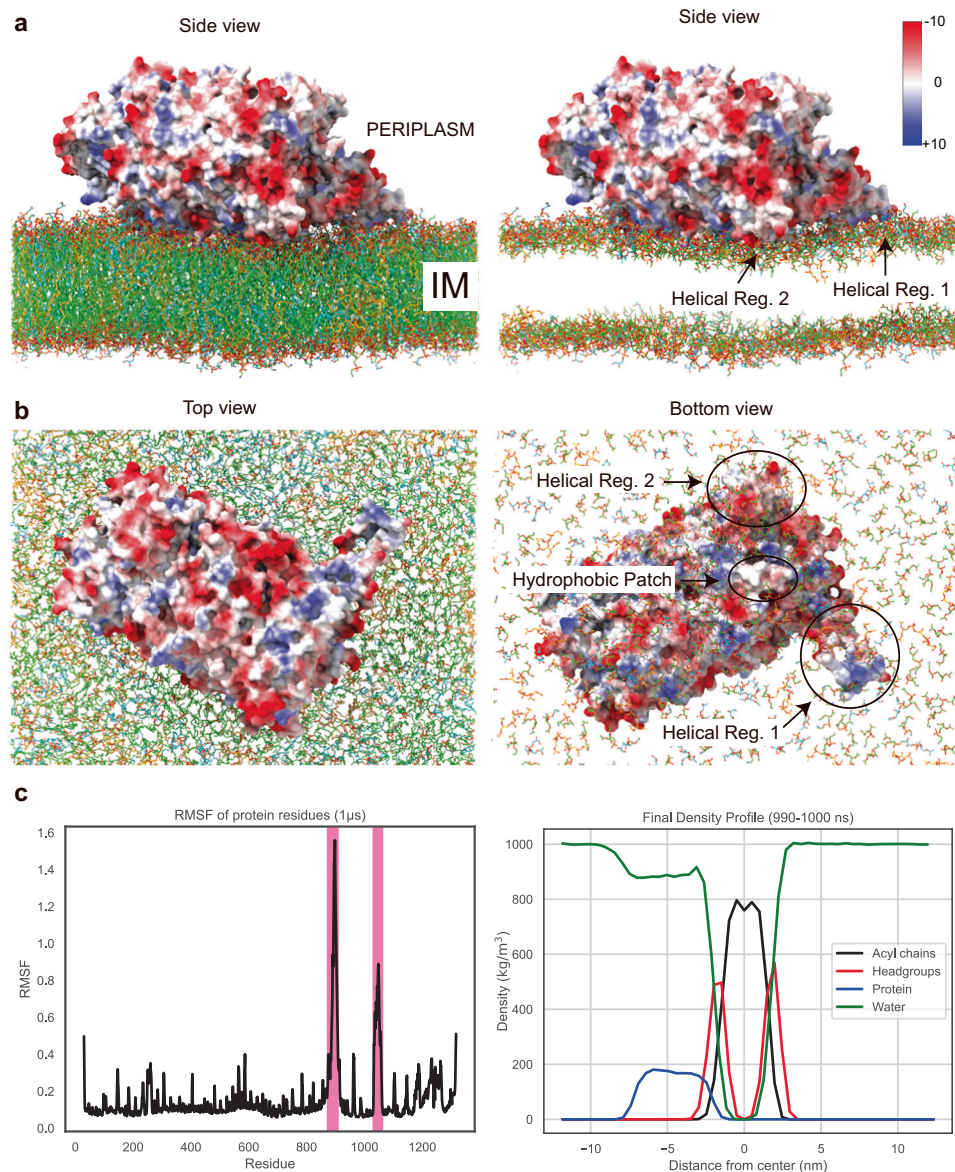 a
Side view
Side view
-10
0
+10
PERIPLASM
IM
Helical Reg. 2
Helical Reg. 1
b
Top view
Bottom view
Helical Reg. 2
Hydrophobic Patch
Helical Reg. 1
c
RMSF of protein residues (1µs)
1.6
1.4
1.2
1.0
0.8
0.6
0.4
0.2
0.0
RMSF
0
200
400
600
800
1000
1200
Residue
Final Density Profile (990-1000 ns)
1000
800
600
400
200
0
Density (kg/m³)
Acyl chains
Headgroups
Protein
Water
−10
−5
0
5
10
Distance from center (nm)